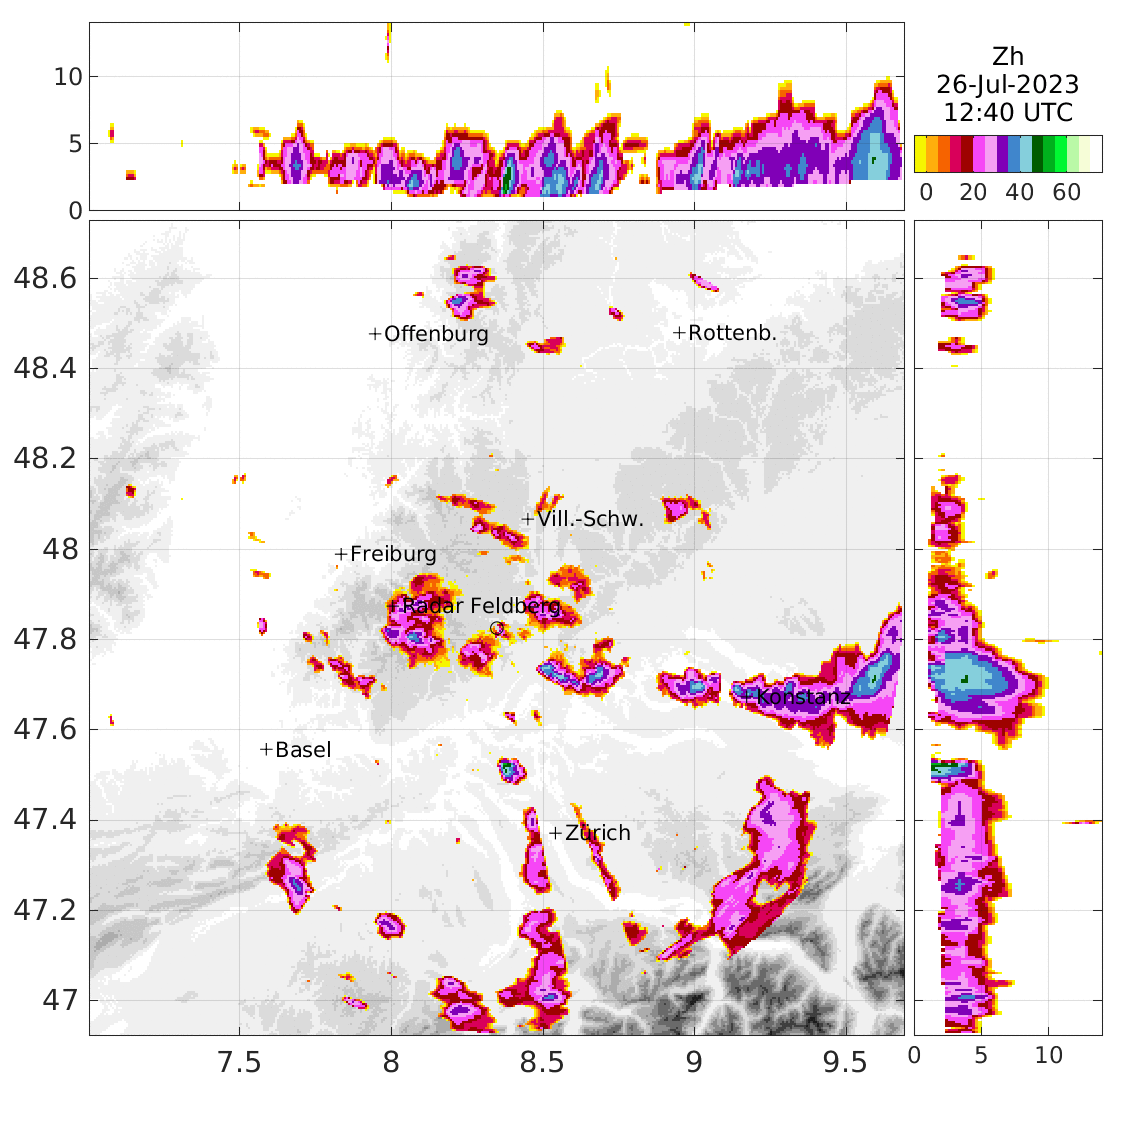 10
5
0
Zh
26-Jul-2023
12:40 UTC
0 20 40 60
48.6
48.4
48.2
48
47.8
47.6
47.4
47.2
47
+Offenburg
+Rottenb.
+Vill.-Schw.
+Freiburg
+Radar Feldberg
+Konstanz
+Basel
+Zürich
7.5 8 8.5 9 9.5
0 5 10